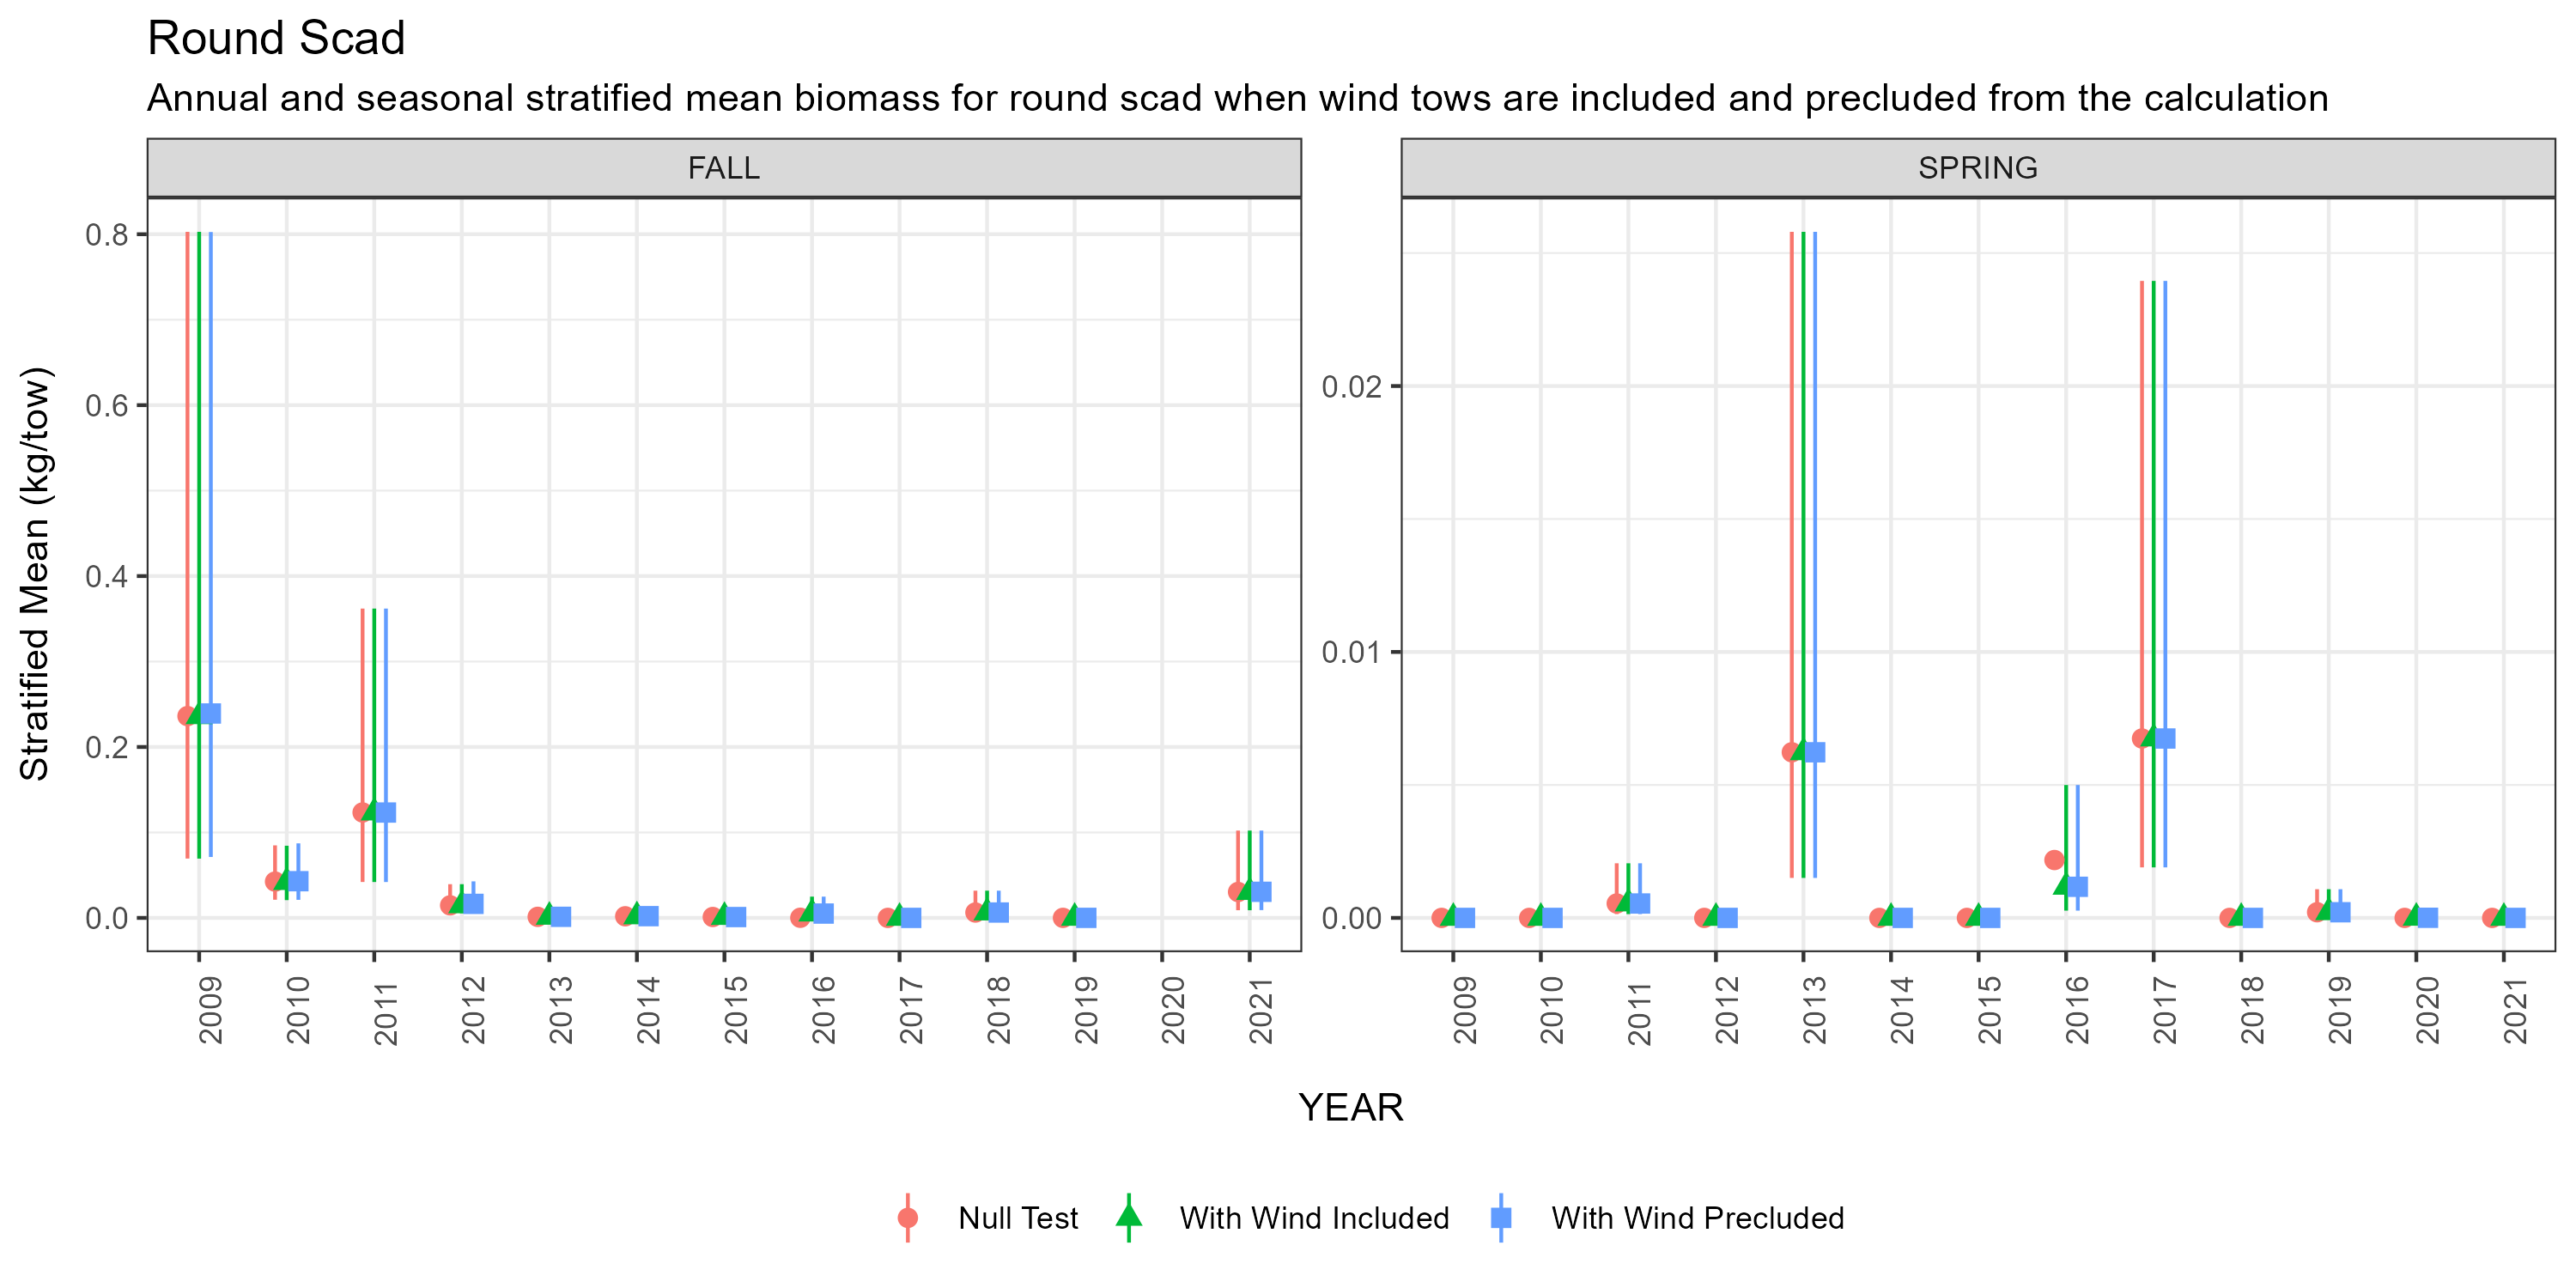 Round Scad
Annual and seasonal stratified mean biomass for round scad when wind tows are included and precluded from the calculation
FALL
SPRING
Stratified Mean (kg/tow)
0.8
0.6
0.4
0.2
0.0
0.02
0.01
0.00
2009 2010 2011 2012 2013 2014 2015 2016 2017 2018 2019 2020 2021
2009 2010 2011 2012 2013 2014 2015 2016 2017 2018 2019 2020 2021
YEAR
Null Test With Wind Included With Wind Precluded